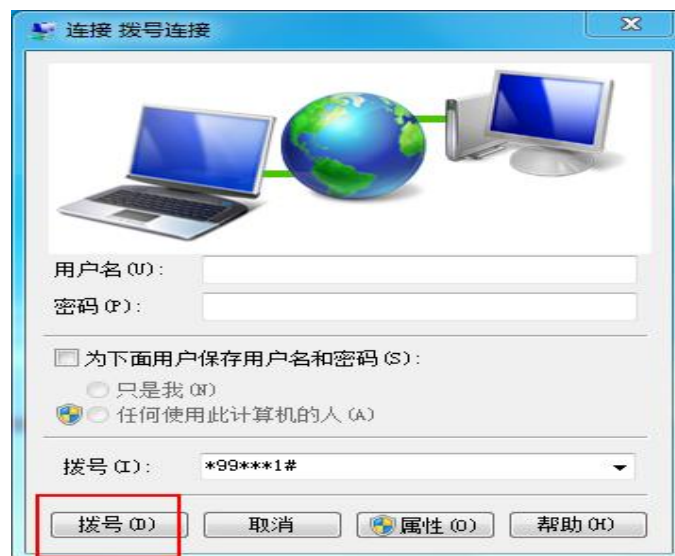 连接 拨号连接
用户名(U):
密码(P):
为下面用户保存用户名和密码(S):
只是我(N)
任何使用此计算机的人(A)
拨号(I): *99***1#
拨号(D) 取消 属性(O) 帮助(H)